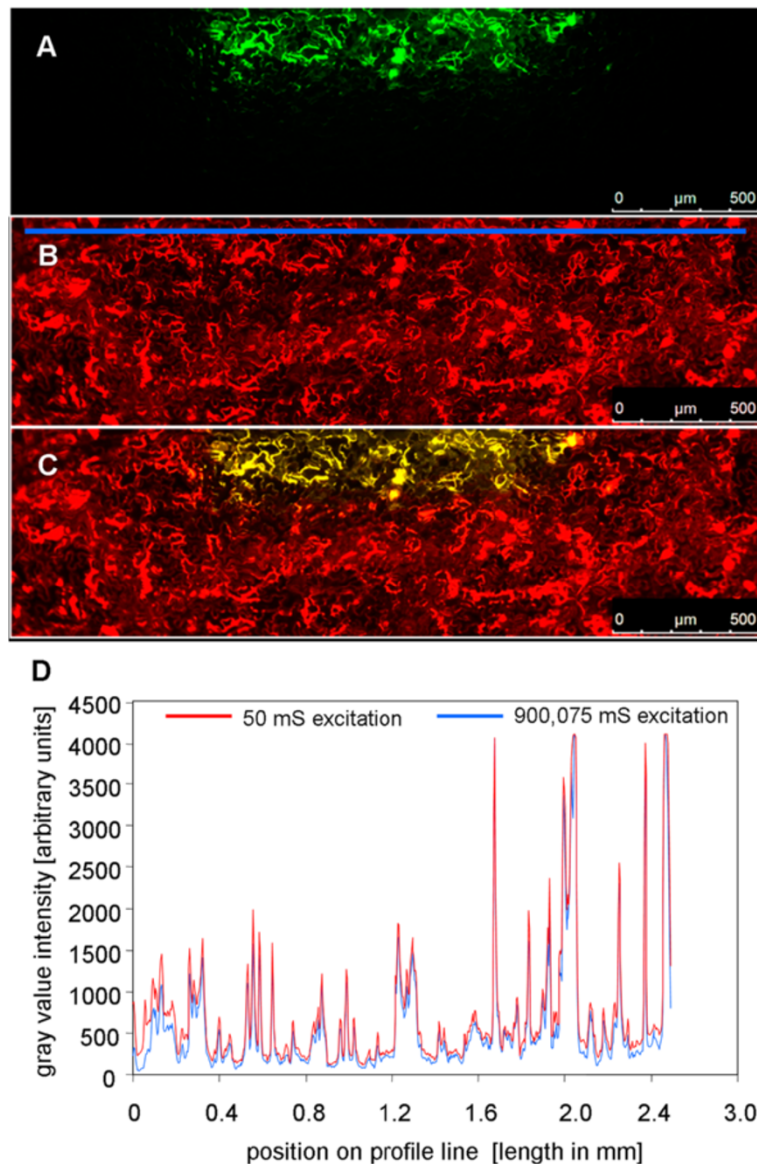 A
0 µm 500
B
0 µm 500
C
0 µm 500
D
4500
4000
3500
3000
2500
2000
1500
1000
500
0
gray value intensity [arbitrary units]
50 mS excitation 900,075 mS excitation
0 0.4 0.8 1.2 1.6 2.0 2.4 3.0
position on profile line [length in mm]